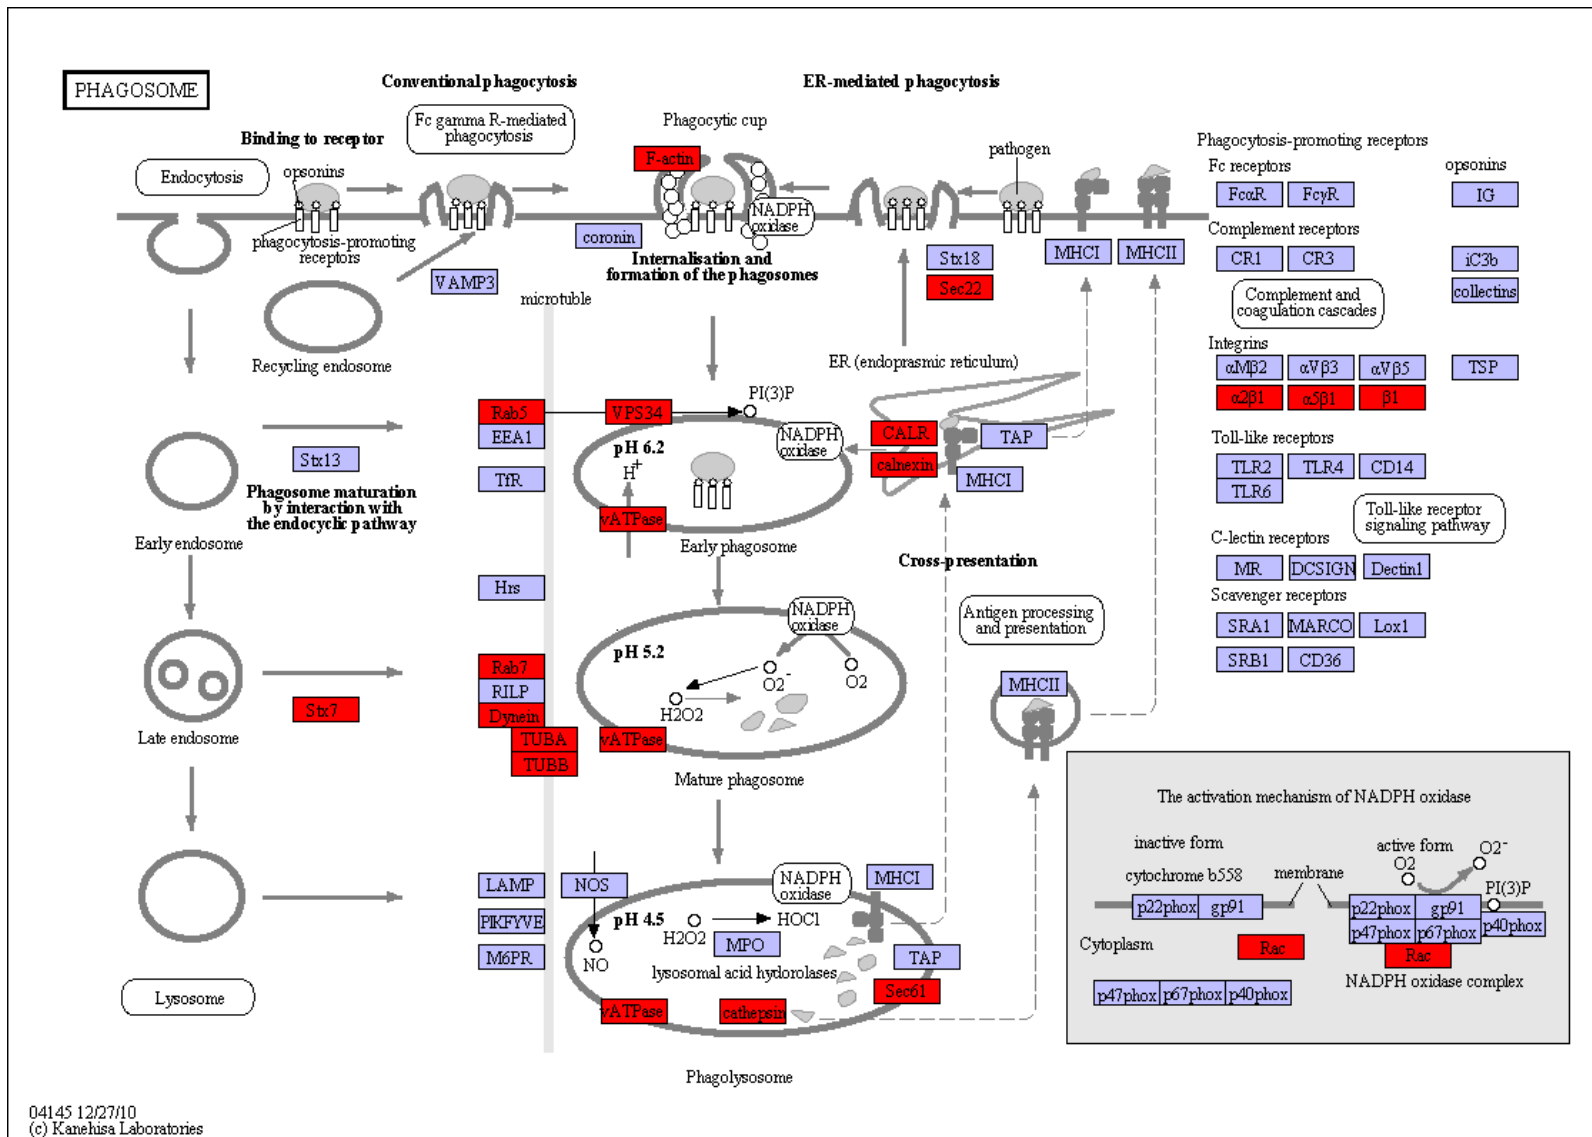 PHAGOSOME
Conventional phagocytosis
ER-mediated phagocytosis
Fc gamma R-mediated
phagocytosis
Phagocytic cup
Binding to receptor
Endocytosis
opsonins
F-actin
pathogen
NADPH
oxidase
phagocytosis-promoting
receptors
coronin
VAMP3
Internalisation and
formation of the phagosomes
Stx18
Sec22
MHCI
MHCII
microtuble
Recycling endosome
ER (endoprasmic reticulum)
Phagocytosis-promoting receptors
Fc receptors
opsonins
FcαR
FcγR
IG
Complement receptors
CR1
CR3
iC3b
collectins
Complement and
coagulation cascades
Integrins
αMβ2
αVβ3
αVβ5
TSP
α2β1
α5β1
β1
Toll-like receptors
TLR2
TLR4
CD14
TLR6
Toll-like receptor
signaling pathway
C-lectin receptors
MR
DCSIGN
Dectin1
Scavenger receptors
SRA1
MARCO
Lox1
SRB1
CD36
Rab5
VPS34
PI(3)P
EEA1
TfR
Stx13
pH 6.2
H+
NADPH
oxidase
CALR
calnexin
TAP
MHCI
Phagosome maturation
by interaction with
the endocyclic pathway
vATPase
Early endosome
Early phagosome
Cross-presentation
Hrs
NADPH
oxidase
Antigen processing
and presentation
pH 5.2
O2-
O2
H2O2
Rab7
RILP
Dynein
TUBA
TUBB
Stx7
vATPase
MHCII
Late endosome
Mature phagosome
LAMP
NOS
PIKFYVE
M6PR
NADPH
oxidase
MHCI
pH 4.5
H2O2
HOCl
MPO
NO
lysosomal acid hydorolases
TAP
Sec61
vATPase
cathepsin
Lysosome
Phagolysosome
The activation mechanism of NADPH oxidase
inactive form
active form
O2
O2-
cytochrome b558
membrane
PI(3)P
p22phox
gp91
p22phox
gp91
p47phox
p67phox
p40phox
Cytoplasm
Rac
Rac
NADPH oxidase complex
p47phox
p67phox
p40phox
04145 12/27/10
(c) Kanehisa Laboratories